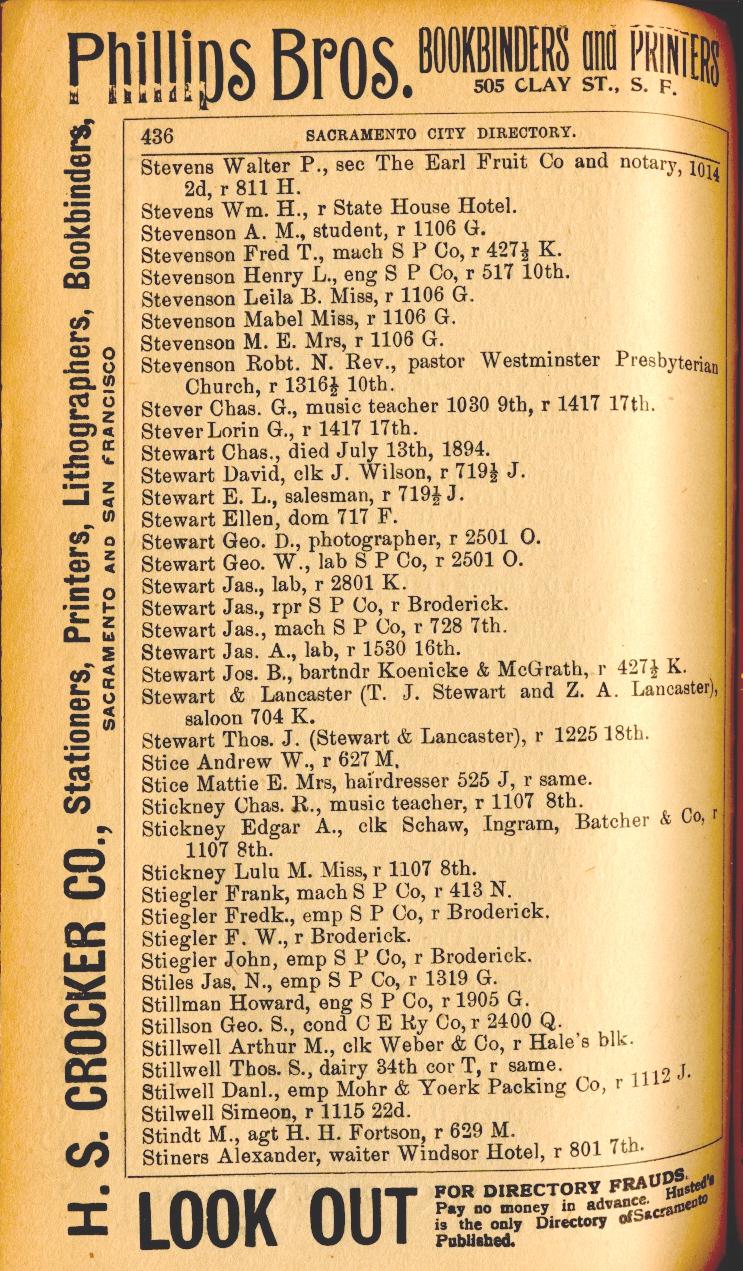 Phillips Bros. BOOKBINDERS and PRINTERS
505 CLAY ST., S. F.
H. S. CROCKER CO., Stationers, Printers, Lithographers, Bookbinders,
SACRAMENTO AND SAN FRANCISCO
436 SACRAMENTO CITY DIRECTORY.
Stevens Walter P., sec The Earl Fruit Co and notary, 1014
2d, r 811 H.
Stevens Wm. H., r State House Hotel.
Stevenson A. M., student, r 1106 G.
Stevenson Fred T., mach S P Co, r 427½ K.
Stevenson Henry L., eng S P Co, r 517 10th.
Stevenson Leila B. Miss, r 1106 G.
Stevenson Mabel Miss, r 1106 G.
Stevenson M. E. Mrs, r 1106 G.
Stevenson Robt. N. Rev., pastor Westminster Presbyterian
Church, r 1316½ 10th.
Stever Chas. G., music teacher 1030 9th, r 1417 17th.
Stever Lorin G., r 1417 17th.
Stewart Chas., died July 13th, 1894.
Stewart David, clk J. Wilson, r 719½ J.
Stewart E. L., salesman, r 719½ J.
Stewart Ellen, dom 717 F.
Stewart Geo. D., photographer, r 2501 O.
Stewart Geo. W., lab S P Co, r 2501 O.
Stewart Jas., lab, r 2801 K.
Stewart Jas., rpr S P Co, r Broderick.
Stewart Jas., mach S P Co, r 728 7th.
Stewart Jas. A., lab, r 1530 16th.
Stewart Jos. B., bartndr Koenicke & McGrath, r 427½ K.
Stewart & Lancaster (T. J. Stewart and Z. A. Lancaster),
saloon 704 K.
Stewart Thos. J. (Stewart & Lancaster), r 1225 18th.
Stice Andrew W., r 627 M.
Stice Mattie E. Mrs, hairdresser 525 J, r same.
Stickney Chas. R., music teacher, r 1107 8th.
Stickney Edgar A., clk Schaw, Ingram, Batcher & Co, r
1107 8th.
Stickney Lulu M. Miss, r 1107 8th.
Stiegler Frank, mach S P Co, r 413 N.
Stiegler Fredk., emp S P Co, r Broderick.
Stiegler F. W., r Broderick.
Stiegler John, emp S P Co, r Broderick.
Stiles Jas. N., emp S P Co, r 1319 G.
Stillman Howard, eng S P Co, r 1905 G.
Stillson Geo. S., cond C E Ry Co, r 2400 Q.
Stillwell Arthur M., clk Weber & Co, r Hale's blk.
Stillwell Thos. S., dairy 34th cor T, r same.
Stilwell Danl., emp Mohr & Yoerk Packing Co, r 1112 J.
Stilwell Simeon, r 1115 22d.
Stindt M., agt H. H. Fortson, r 629 M.
Stiners Alexander, waiter Windsor Hotel, r 801 7th.
LOOK OUT
FOR DIRECTORY FRAUDS.
Pay no money in advance. Husted's
is the only Directory of Sacramento
Published.